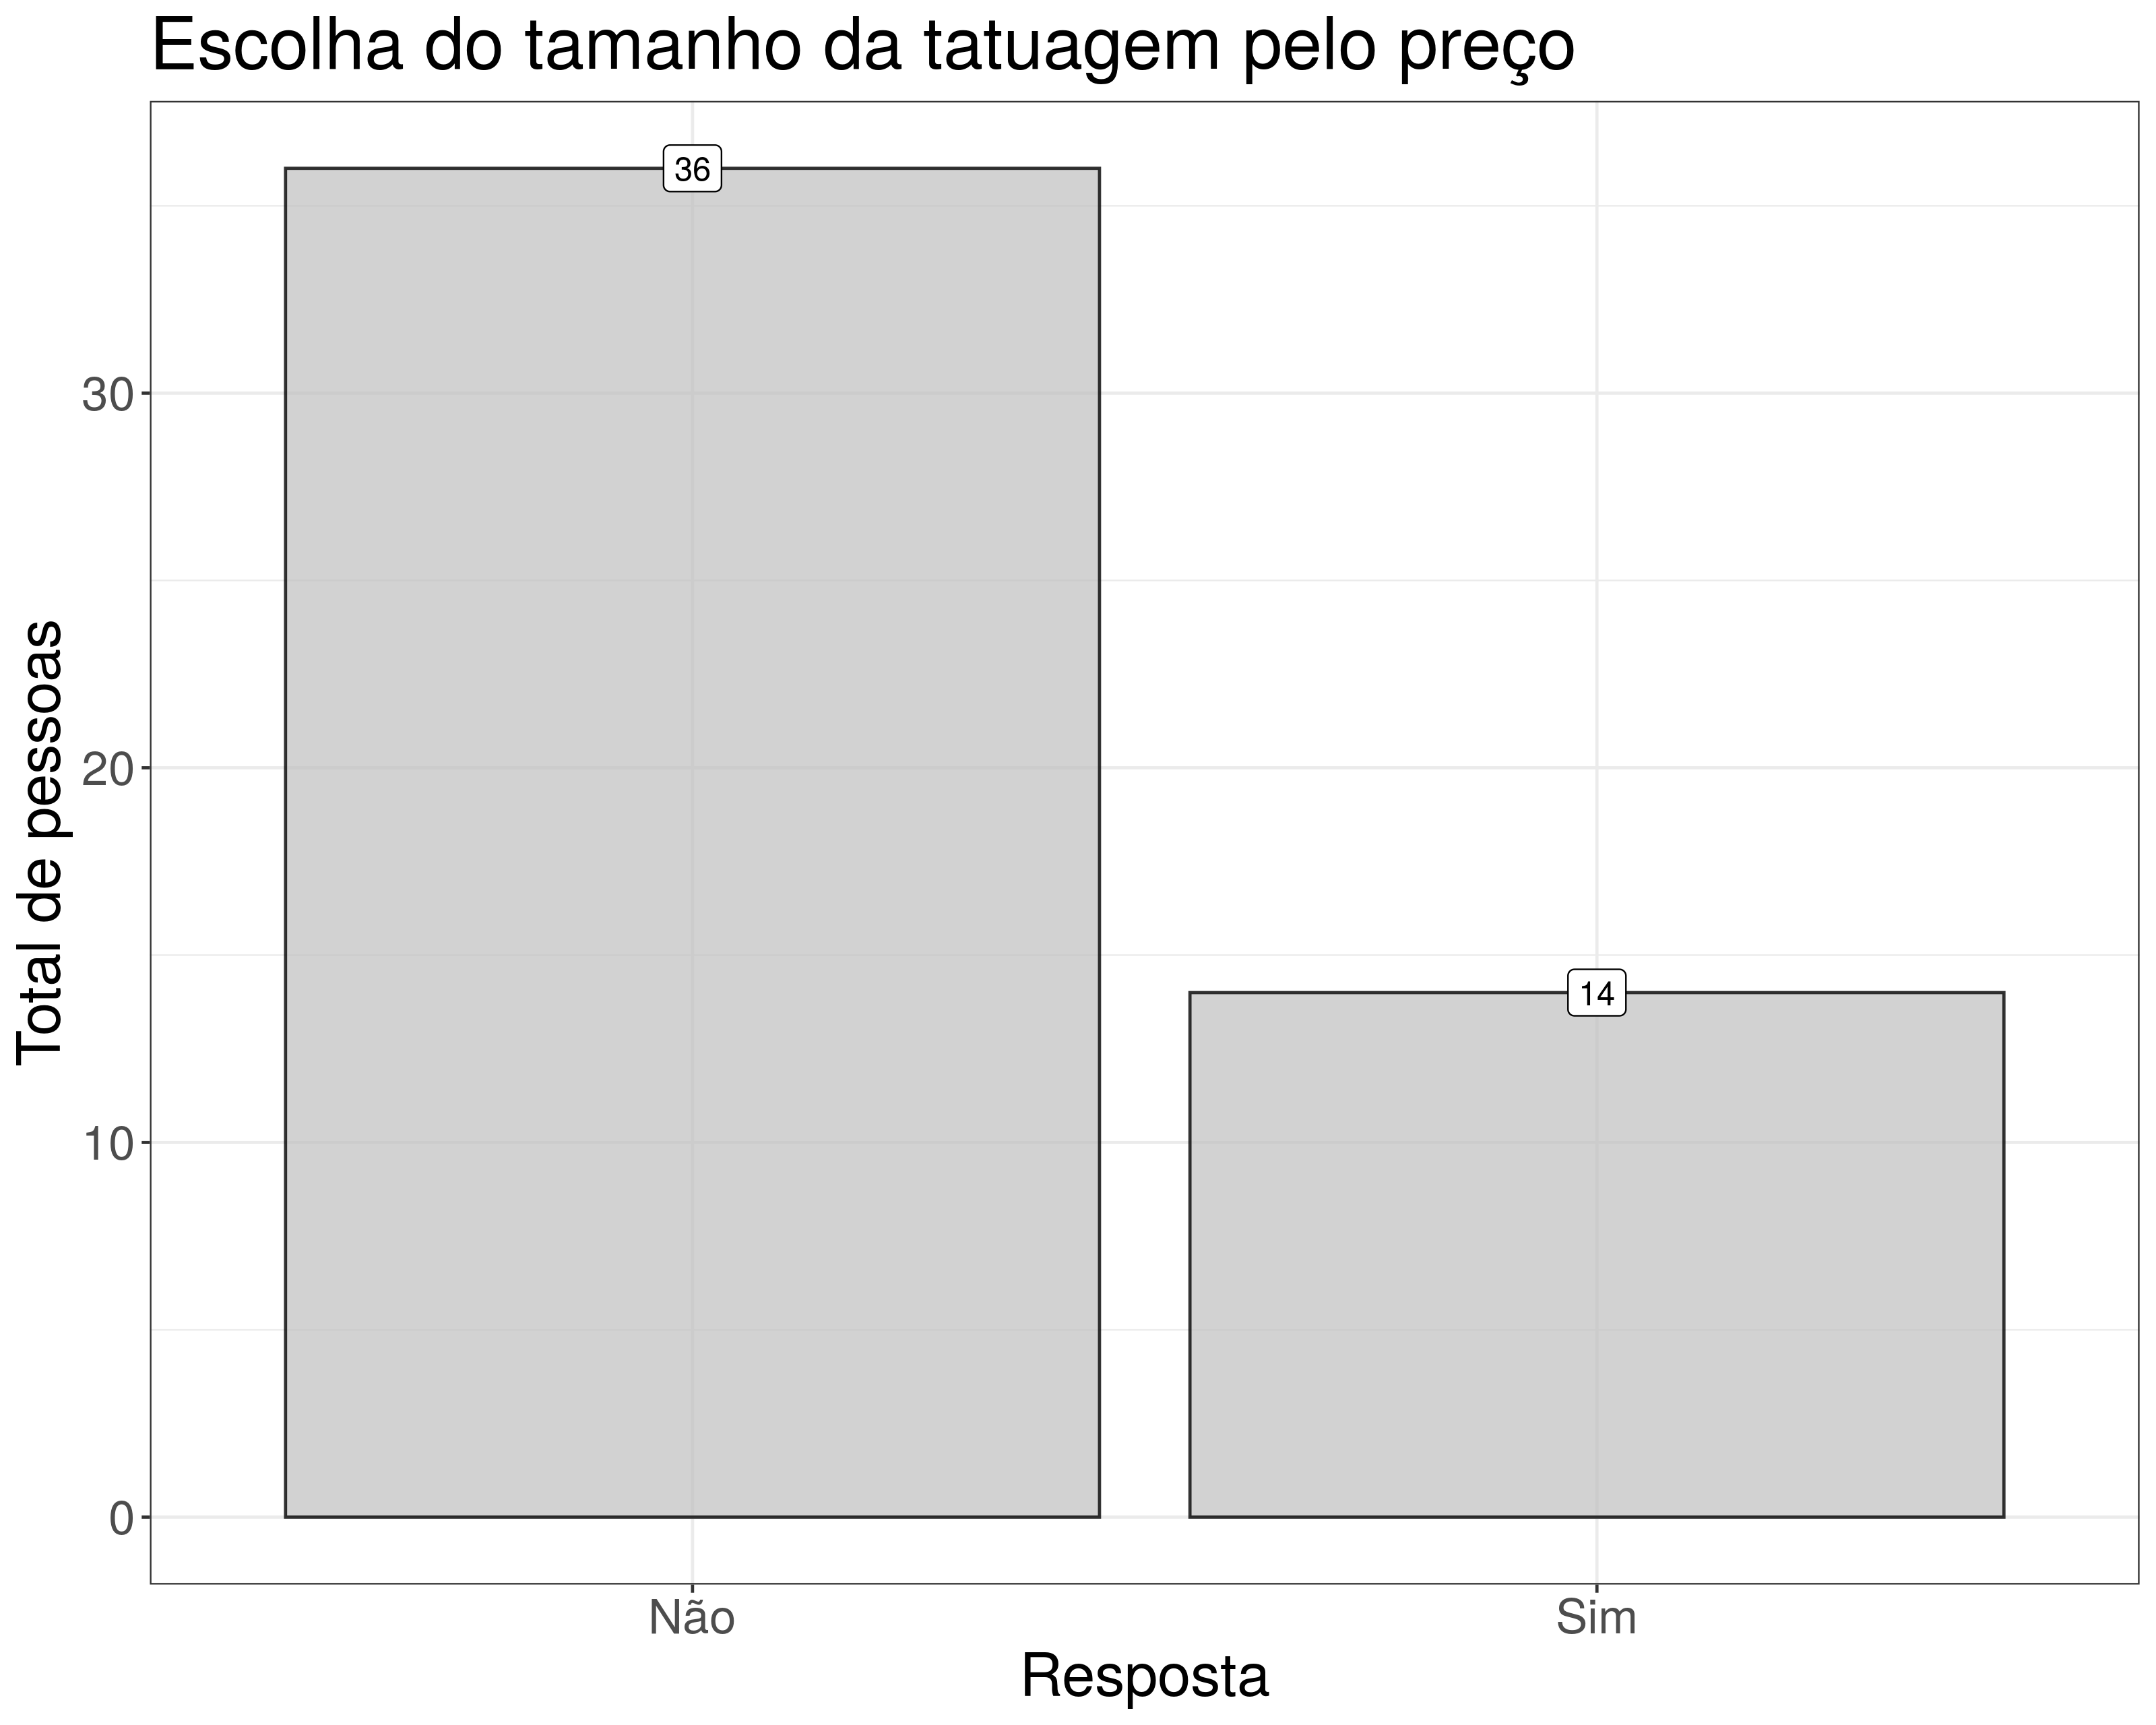 Escolha do tamanho da tatuagem pelo preço
Total de pessoas
30
20
10
0
36
14
Não
Sim
Resposta